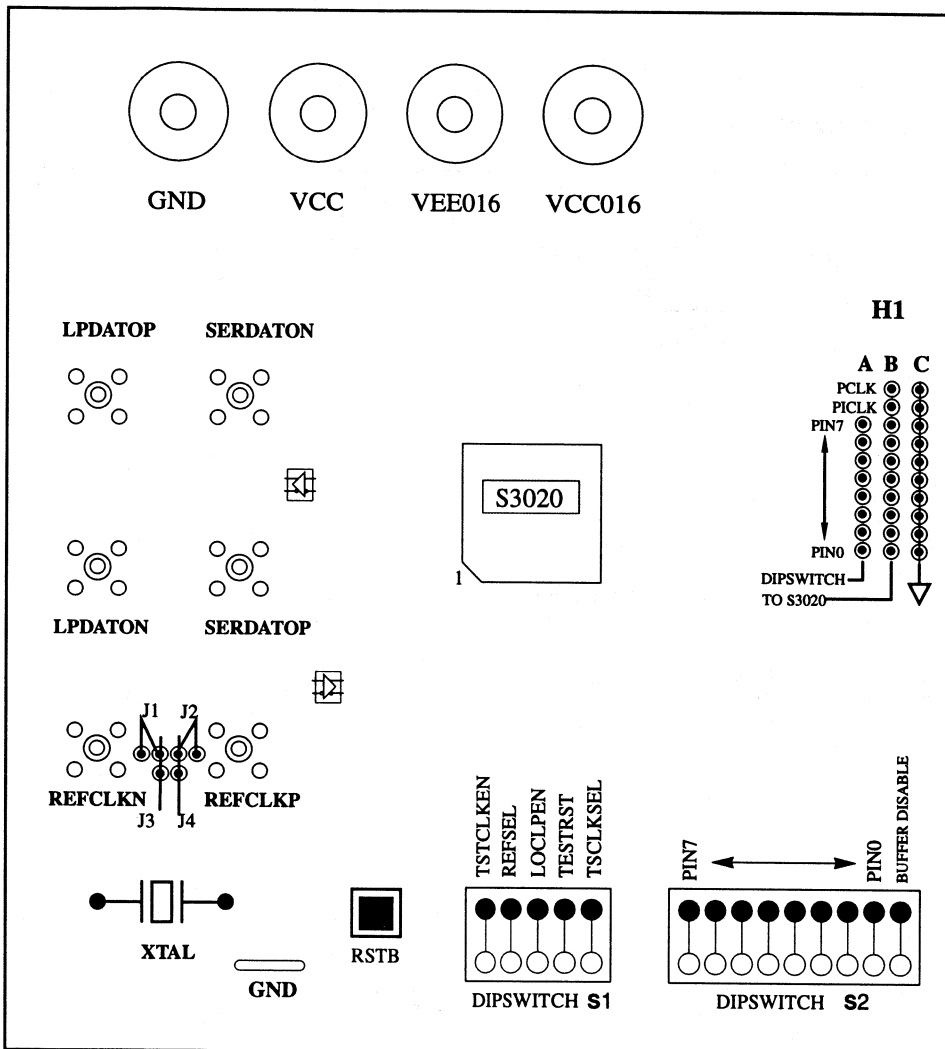 GND VCC VEE016 VCC016
H1
LPDATOP SERDATON
A B C
PCLK
PICLK
PIN7
S3020
1
PIN0
DIPSWITCH
TO S3020
LPDATON SERDATOP
J1 J2
REFCLKN REFCLKP
J3 J4
TSTCLKEN
REFSEL
LOCLPEN
TESTRST
TSCLKSEL
PIN7
PIN0
BUFFER DISABLE
XTAL
RSTB
GND
DIPSWITCH S1
DIPSWITCH S2